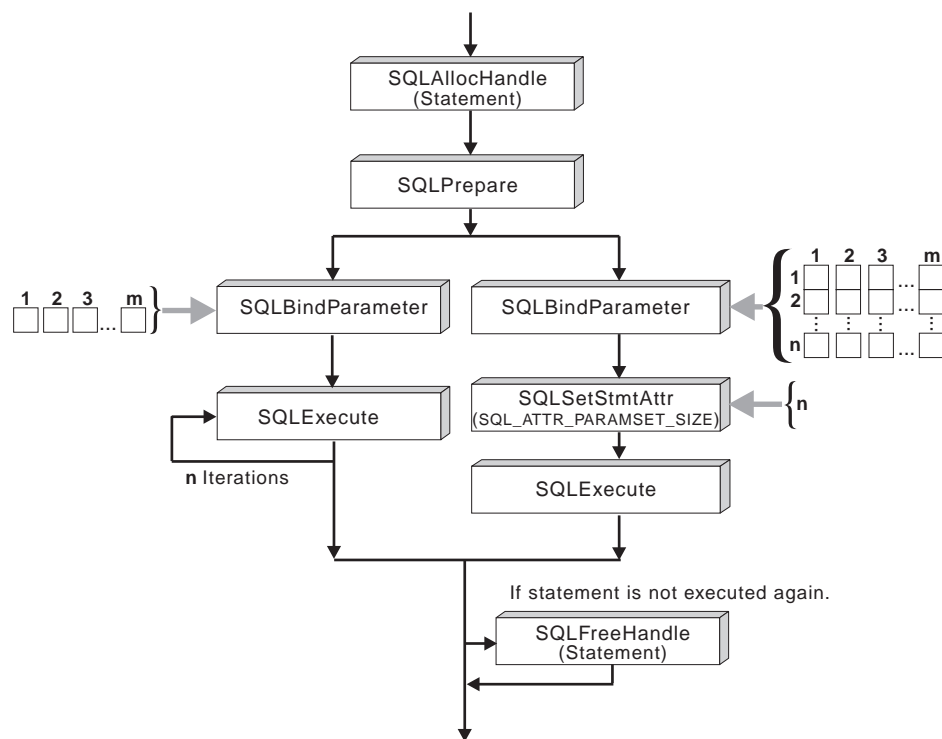 SQLAllocHandle
(Statement)
SQLPrepare
1 2 3 m
...
SQLBindParameter
SQLBindParameter
1 2 3 m
1 ...
2 ...
n ...
SQLExecute
n Iterations
SQLSetStmtAttr
(SQL_ATTR_PARAMSET_SIZE)
n
SQLExecute
If statement is not executed again.
SQLFreeHandle
(Statement)